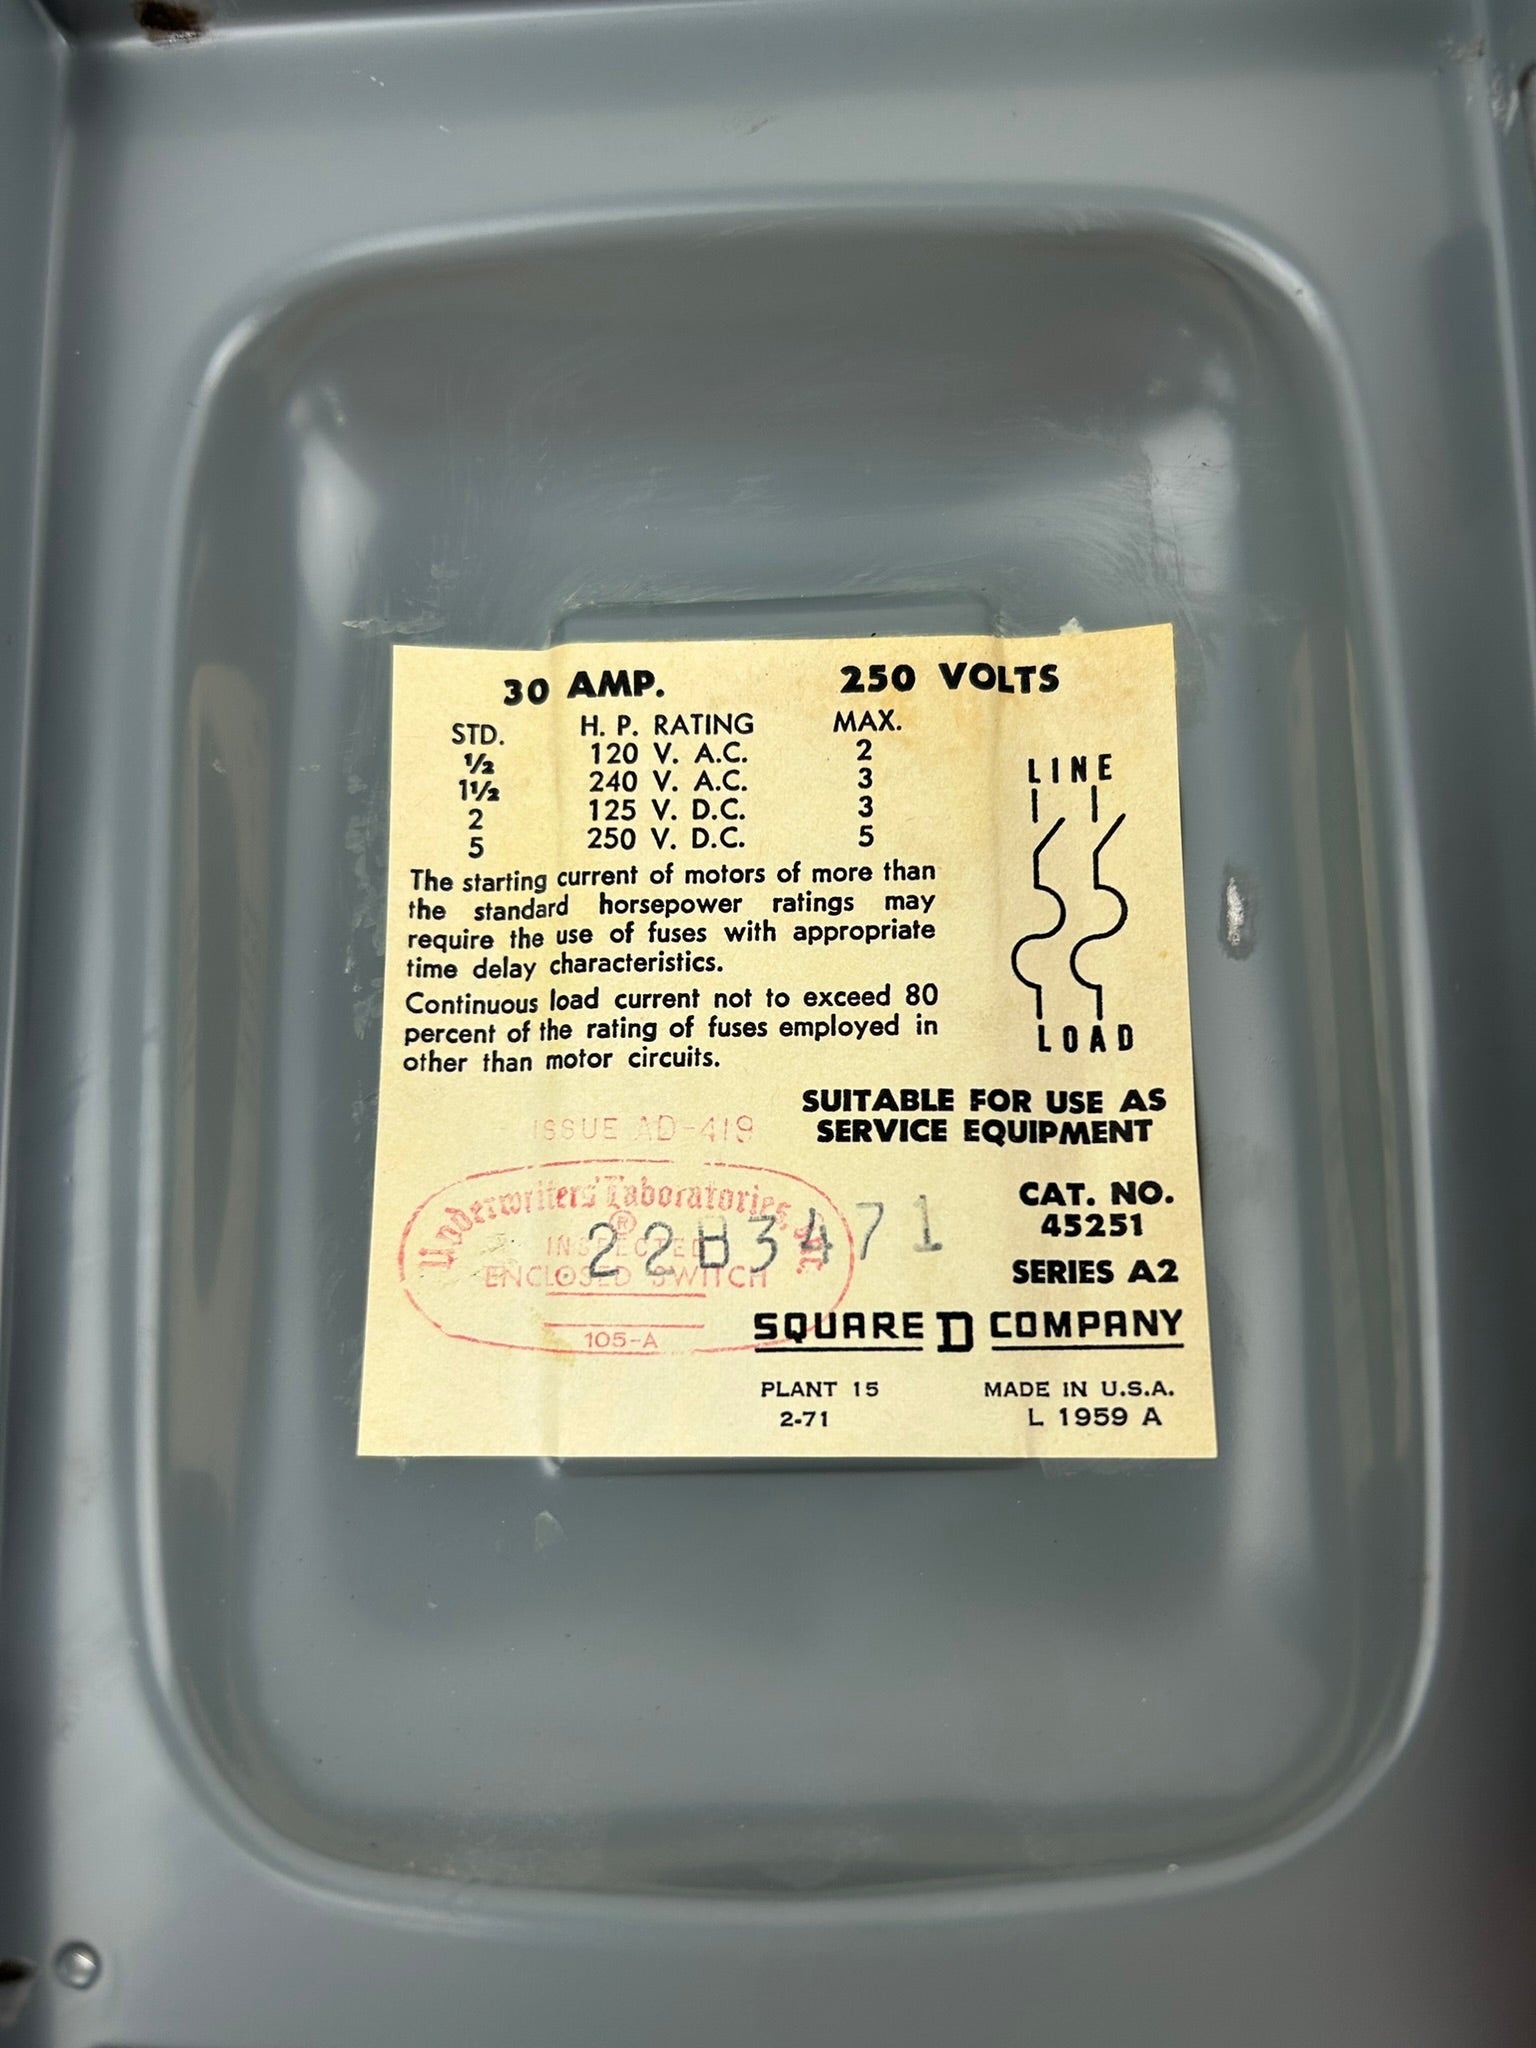 30 AMP. 250 VOLTS
STD. H. P. RATING MAX.
½ 120 V. A.C. 2
1½ 240 V. A.C. 3
2 125 V. D.C. 3
5 250 V. D.C. 5
The starting current of motors of more than
the standard horsepower ratings may
require the use of fuses with appropriate
time delay characteristics.
Continuous load current not to exceed 80
percent of the rating of fuses employed in
other than motor circuits.
LINE
LOAD
SUITABLE FOR USE AS
SERVICE EQUIPMENT
ISSUE AD-419
Underwriters' Laboratories, Inc.
®
INSPECTED
ENCLOSED SWITCH
105-A
22B3471
CAT. NO.
45251
SERIES A2
SQUARE D COMPANY
PLANT 15 MADE IN U.S.A.
2-71 L 1959 A